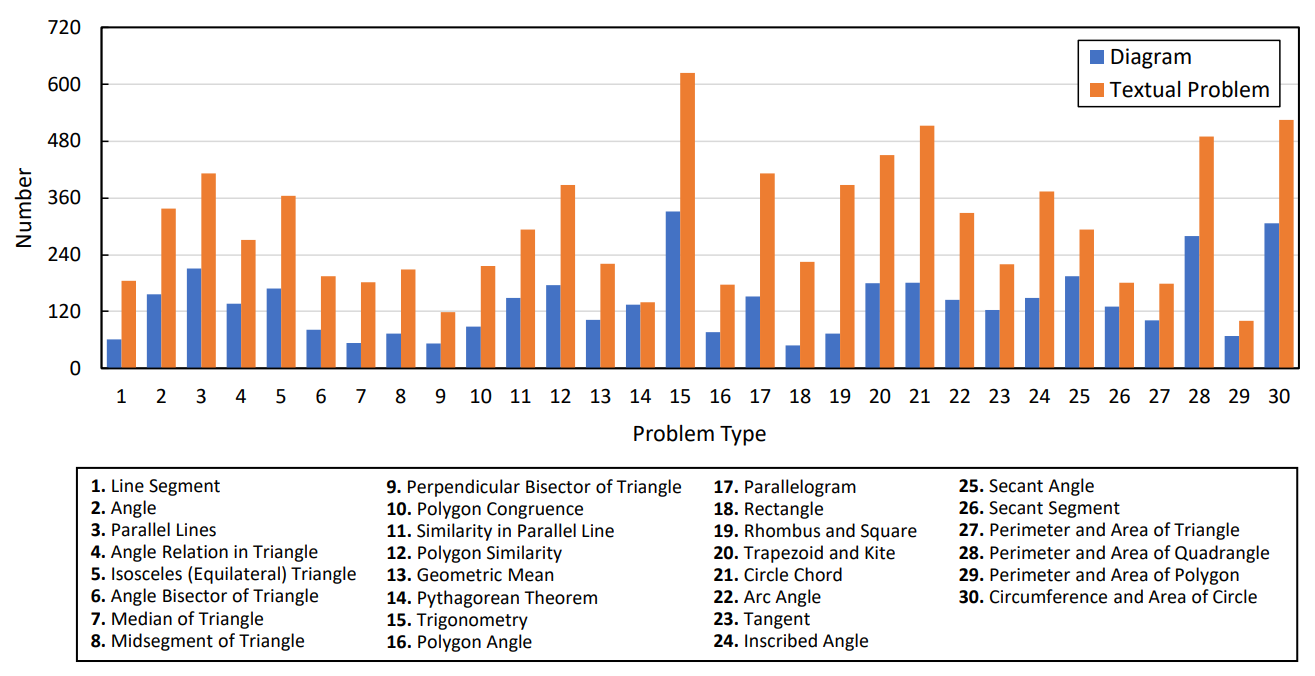 720
600
480
360
240
120
0
Number
Diagram
Textual Problem
1 2 3 4 5 6 7 8 9 10 11 12 13 14 15 16 17 18 19 20 21 22 23 24 25 26 27 28 29 30
Problem Type
1. Line Segment
2. Angle
3. Parallel Lines
4. Angle Relation in Triangle
5. Isosceles (Equilateral) Triangle
6. Angle Bisector of Triangle
7. Median of Triangle
8. Midsegment of Triangle
9. Perpendicular Bisector of Triangle
10. Polygon Congruence
11. Similarity in Parallel Line
12. Polygon Similarity
13. Geometric Mean
14. Pythagorean Theorem
15. Trigonometry
16. Polygon Angle
17. Parallelogram
18. Rectangle
19. Rhombus and Square
20. Trapezoid and Kite
21. Circle Chord
22. Arc Angle
23. Tangent
24. Inscribed Angle
25. Secant Angle
26. Secant Segment
27. Perimeter and Area of Triangle
28. Perimeter and Area of Quadrangle
29. Perimeter and Area of Polygon
30. Circumference and Area of Circle